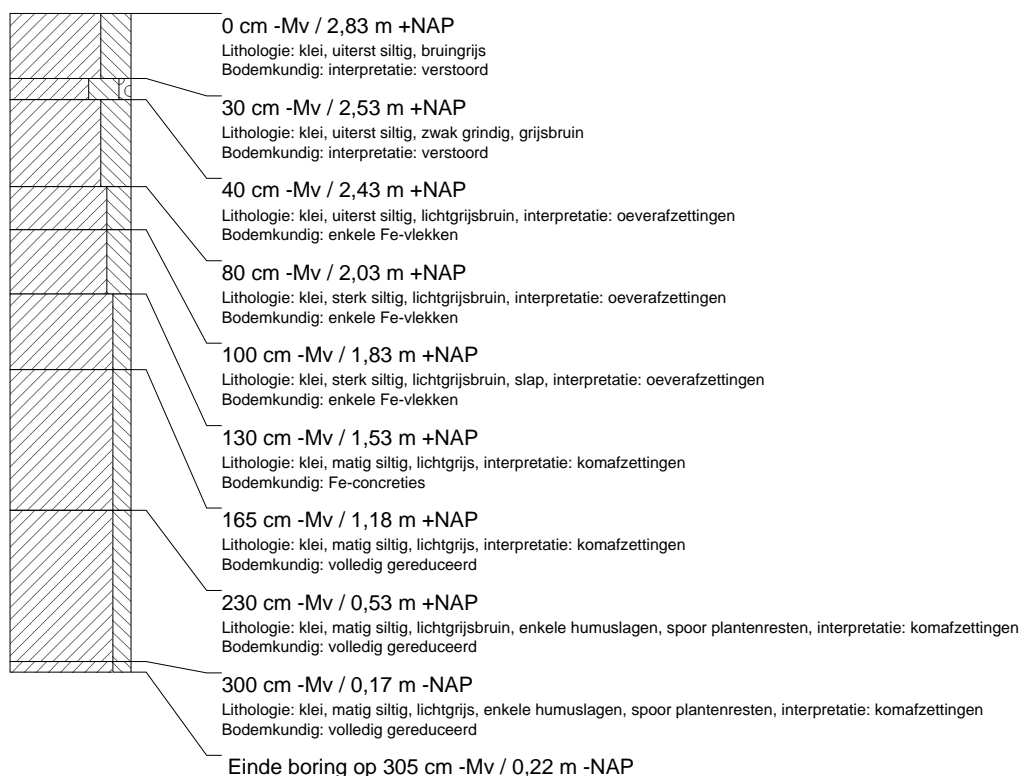 0 cm -Mv / 2,83 m +NAP
Lithologie: klei, uiterst siltig, bruingrijs
Bodemkundig: interpretatie: verstoord
30 cm -Mv / 2,53 m +NAP
Lithologie: klei, uiterst siltig, zwak grindig, grijsbruin
Bodemkundig: interpretatie: verstoord
40 cm -Mv / 2,43 m +NAP
Lithologie: klei, uiterst siltig, lichtgrijsbruin, interpretatie: oeverafzettingen
Bodemkundig: enkele Fe-vlekken
80 cm -Mv / 2,03 m +NAP
Lithologie: klei, sterk siltig, lichtgrijsbruin, interpretatie: oeverafzettingen
Bodemkundig: enkele Fe-vlekken
100 cm -Mv / 1,83 m +NAP
Lithologie: klei, sterk siltig, lichtgrijsbruin, slap, interpretatie: oeverafzettingen
Bodemkundig: enkele Fe-vlekken
130 cm -Mv / 1,53 m +NAP
Lithologie: klei, matig siltig, lichtgrijs, interpretatie: komafzettingen
Bodemkundig: Fe-concreties
165 cm -Mv / 1,18 m +NAP
Lithologie: klei, matig siltig, lichtgrijs, interpretatie: komafzettingen
Bodemkundig: volledig gereduceerd
230 cm -Mv / 0,53 m +NAP
Lithologie: klei, matig siltig, lichtgrijsbruin, enkele humuslagen, spoor plantenresten, interpretatie: komafzettingen
Bodemkundig: volledig gereduceerd
300 cm -Mv / 0,17 m -NAP
Lithologie: klei, matig siltig, lichtgrijs, enkele humuslagen, spoor plantenresten, interpretatie: komafzettingen
Bodemkundig: volledig gereduceerd
Einde boring op 305 cm -Mv / 0,22 m -NAP